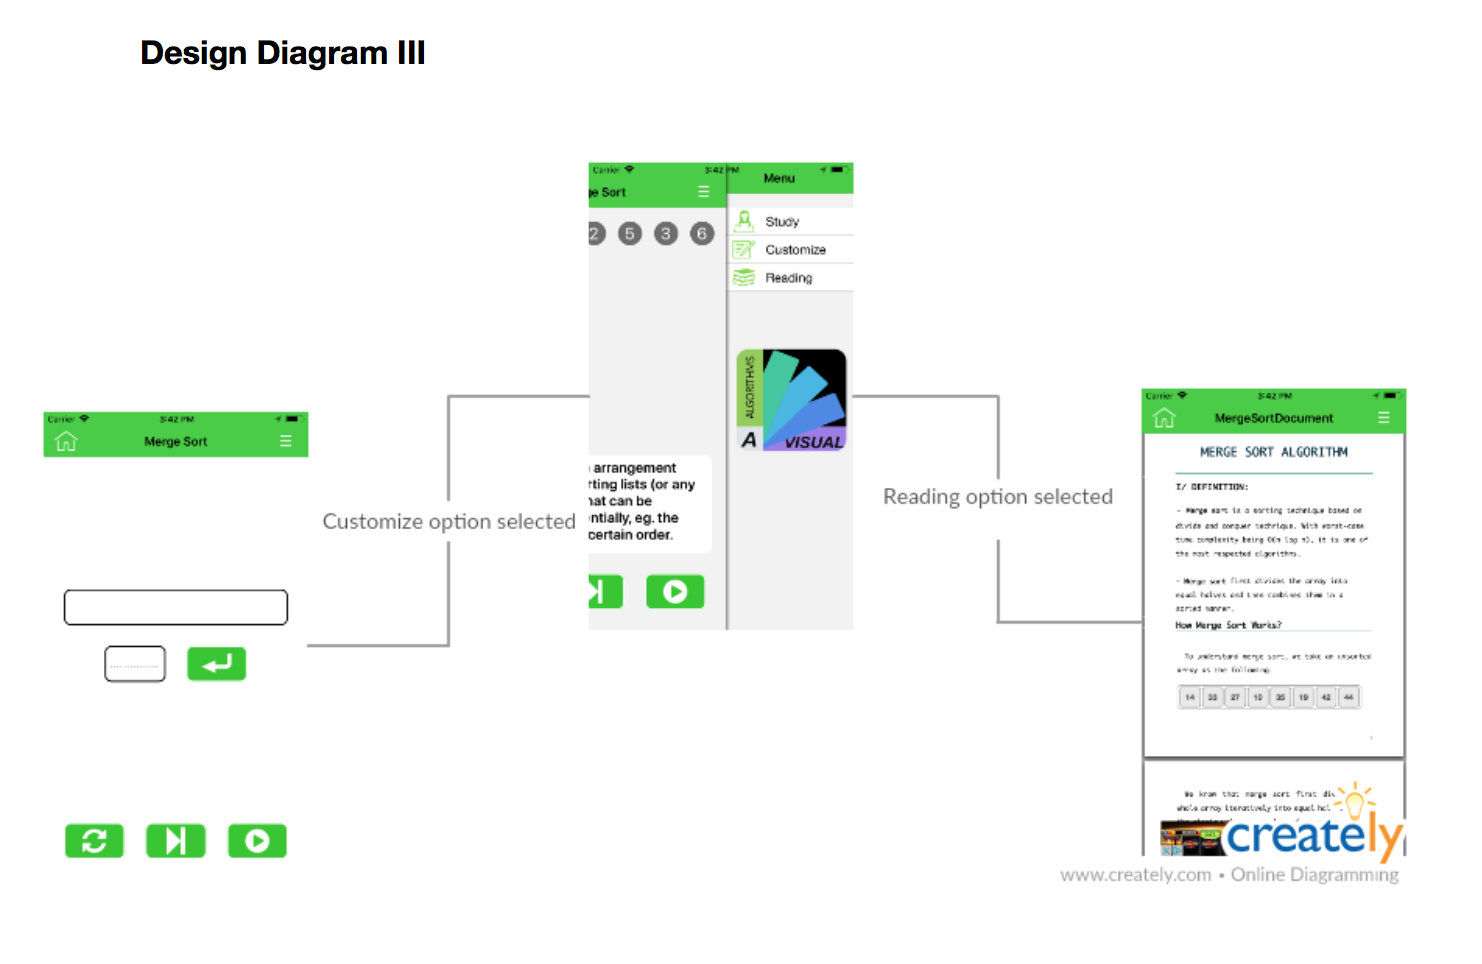 Design Diagram III
Carrier 3:42 PM
Merge Sort
Customize option selected
Carrier 3:42 PM
e Sort
Menu
2 5 3 6
Study
Customize
Reading
ALGORITHMS
A VISUAL
arrangement
rting lists (or any
hat can be
ntially, eg. the
certain order.
Reading option selected
Carrier 3:42 PM
MergeSortDocument
MERGE SORT ALGORITHM
I/ DEFINITION:
- Merge sort is a sorting technique based on
divide and conquer technique. With worst-case
time complexity being O(n log n), it is one of
the most respected algorithms.
- Merge sort first divides the array into
equal halves and then combines them in a
sorted manner.
How Merge Sort Works?
To understand merge sort, we take an unsorted
array as the following.
14 33 27 10 35 19 42 44
We know that merge sort first div
whole array iteratively into equal hal
creately
www.creately.com • Online Diagramming